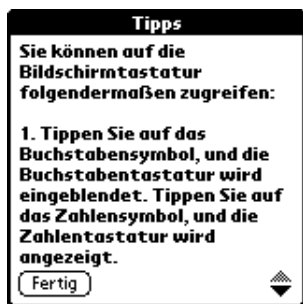 Tipps
Sie können auf die
Bildschirmtastatur
folgendermaßen zugreifen:
1. Tippen Sie auf das
Buchstabensymbol, und die
Buchstabentastatur wird
eingeblendet. Tippen Sie auf
das Zahlensymbol, und die
Zahlentastatur wird
angezeigt.
Fertig